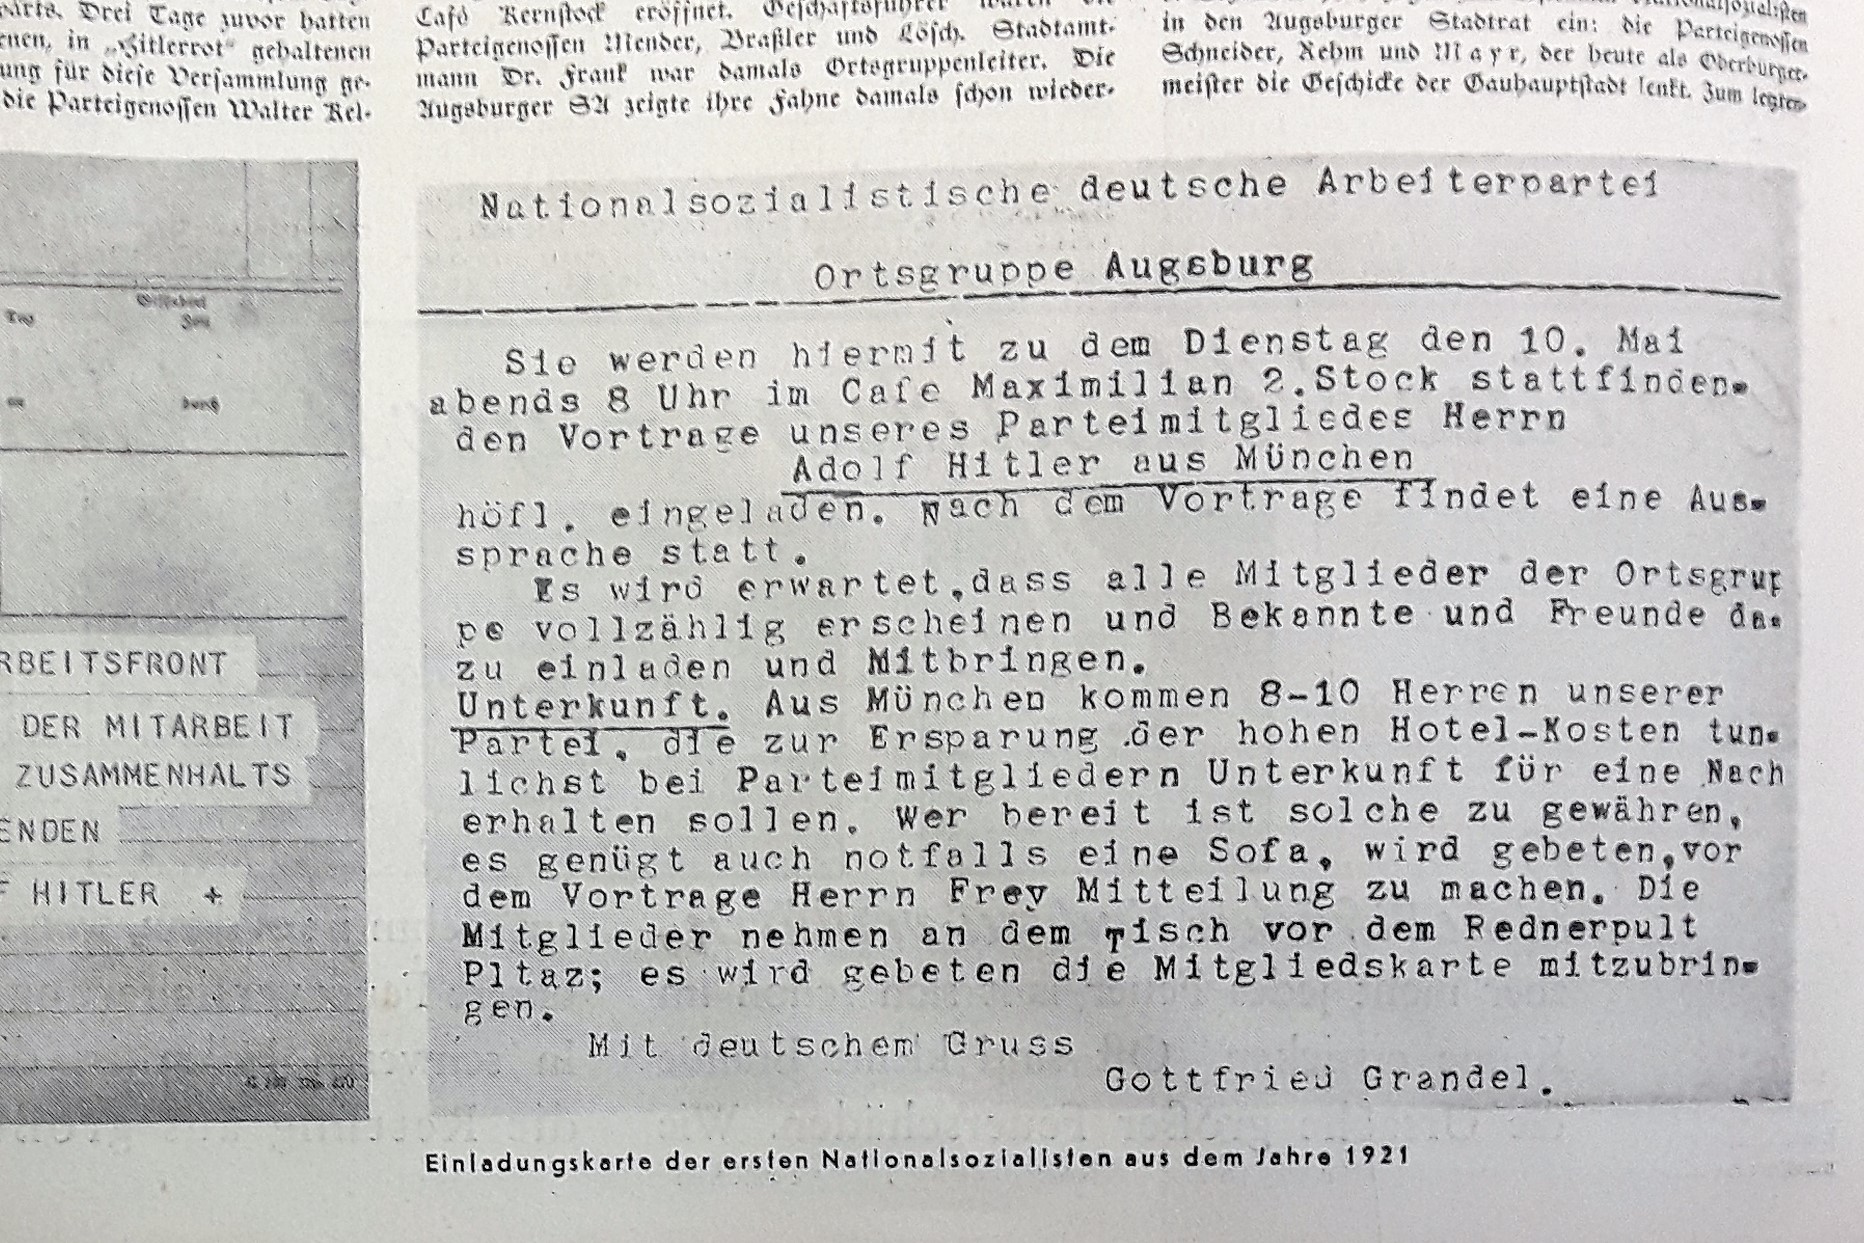 parts. Drei Tage zuvor hatten
nen, in „Hitlerrot“ gehaltenen
ung für diese Versammlung ge-
die Parteigenossen Walter Kel-
Café Kernstock eröffnet. Geschäftsführer waren die
Parteigenossen Mender, Braßler und Lösch. Stadtamt-
mann Dr. Frank war damals Ortsgruppenleiter. Die
Augsburger SA zeigte ihre Fahne damals schon wieder-
in den Augsburger Stadtrat ein: die Parteigenossen
Schneider, Rehm und Mayr, der heute als Oberbürger-
meister die Geschicke der Gauhauptstadt lenkt. Zum letzten-
Tag
Zeit
durch
RBEITSFRONT
DER MITARBEIT
ZUSAMMENHALTS
ENDEN
F HITLER +
Nationalsozialistische deutsche Arbeiterpartei
Ortsgruppe Augsburg
Sie werden hiermit zu dem Dienstag den 10. Mai
abends 8 Uhr im Cafe Maximilian 2.Stock stattfinden-
den Vortrage unseres Parteimitgliedes Herrn
Adolf Hitler aus München
höfl. eingeladen. Nach dem Vortrage findet eine Aus-
sprache statt.
Es wird erwartet,dass alle Mitglieder der Ortsgrup
pe vollzählig erscheinen und Bekannte und Freunde da-
zu einladen und Mitbringen.
Unterkunft. Aus München kommen 8-10 Herren unserer
Partei, die zur Ersparung der hohen Hotel-Kosten tun-
lichst bei Parteimitgliedern Unterkunft für eine Nach
erhalten sollen. Wer bereit ist solche zu gewähren,
es genügt auch notfalls eine Sofa, wird gebeten,vor
dem Vortrage Herrn Frey Mitteilung zu machen. Die
Mitglieder nehmen an dem Tisch vor dem Rednerpult
Pltaz; es wird gebeten die Mitgliedskarte mitzubrin-
gen.
Mit deutschem Gruss
Gottfried Grandel.
Einladungskarte der ersten Nationalsozialisten aus dem Jahre 1921